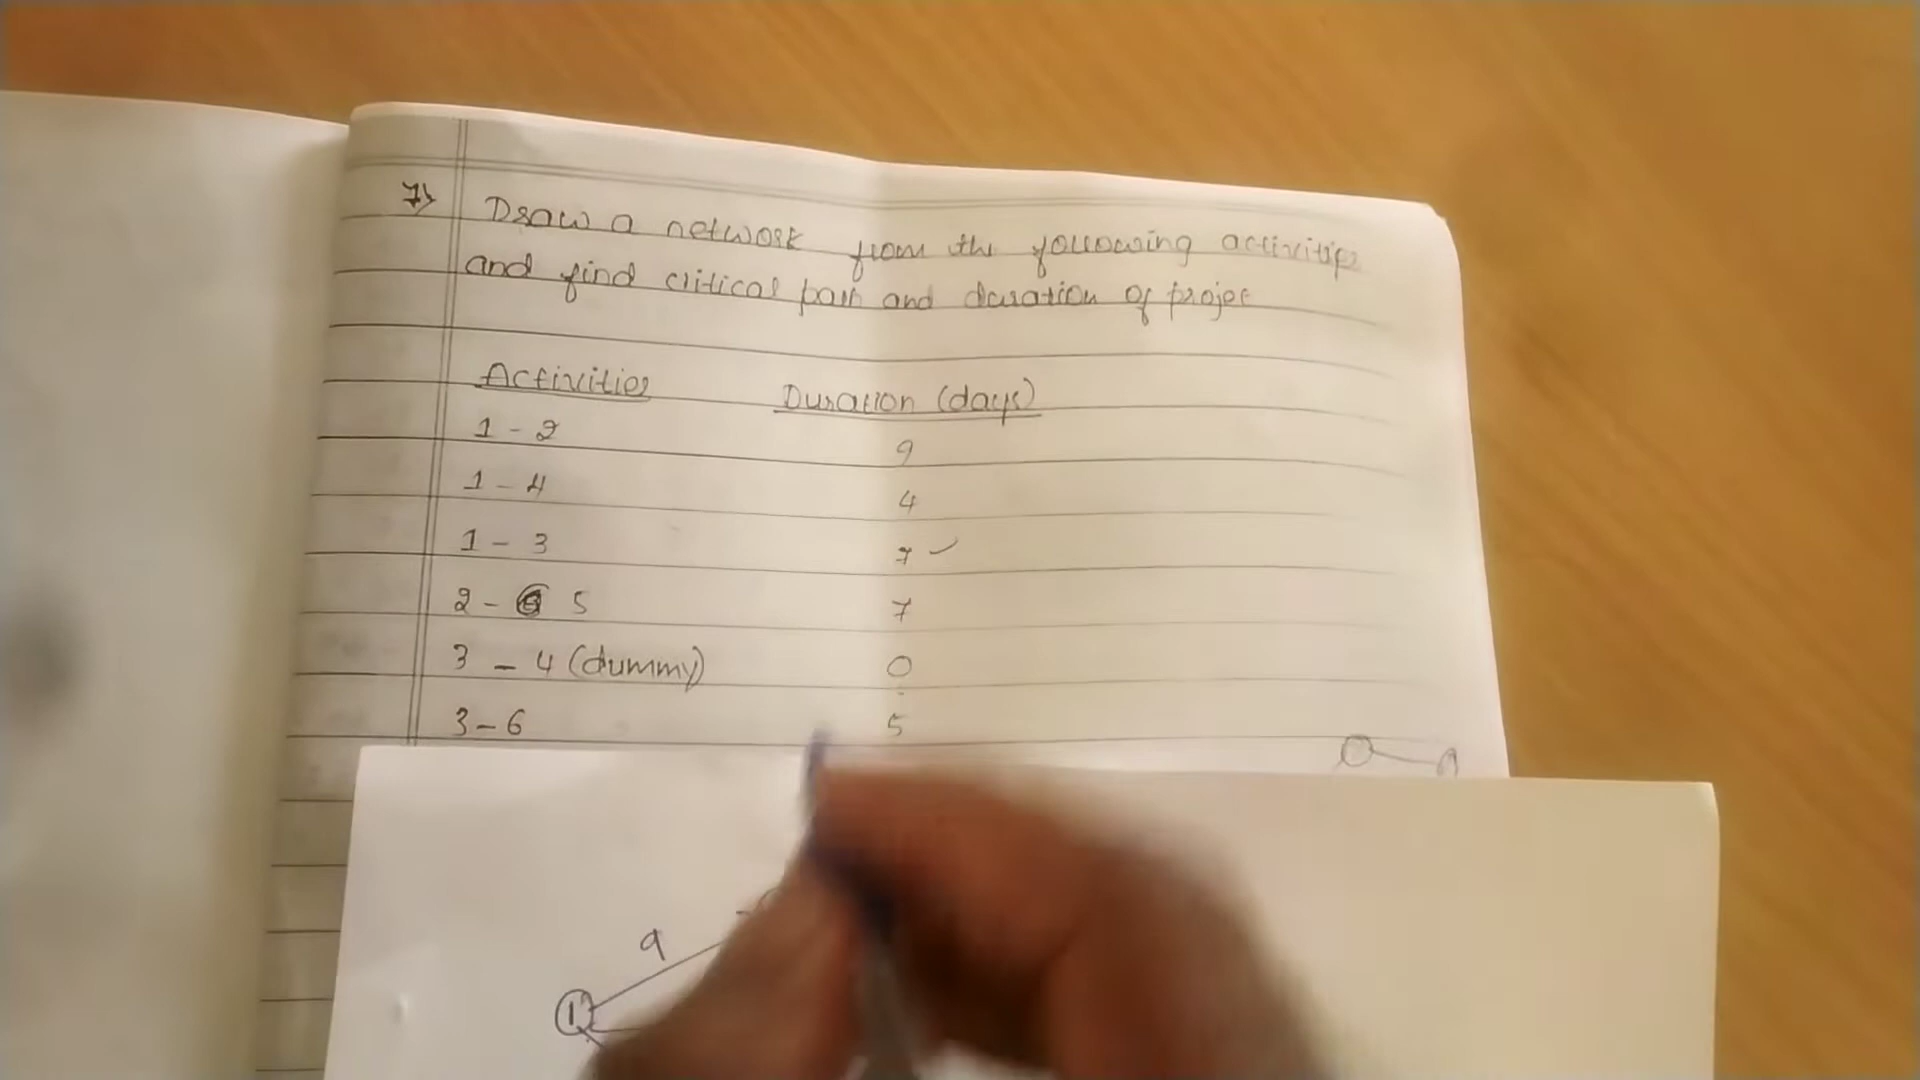 7)
Draw a network from the following activities
and find critical path and duration of projec
Activities Duration (days)
1 - 2 9
1 - 4 4
1 - 3 7
2 - 5 7
3 - 4 (dummy) 0
3 - 6 5
9
1